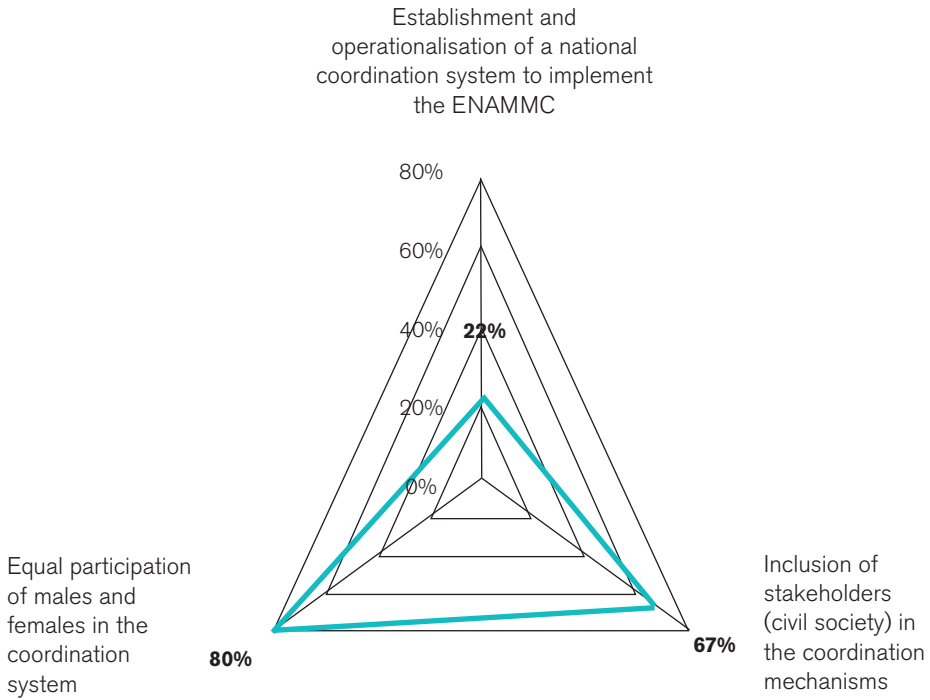 Establishment and
operationalisation of a national
coordination system to implement
the ENAMMC
80%
60%
40%
22%
20%
0%
Equal participation
of males and
females in the
coordination
system
80%
67%
Inclusion of
stakeholders
(civil society) in
the coordination
mechanisms